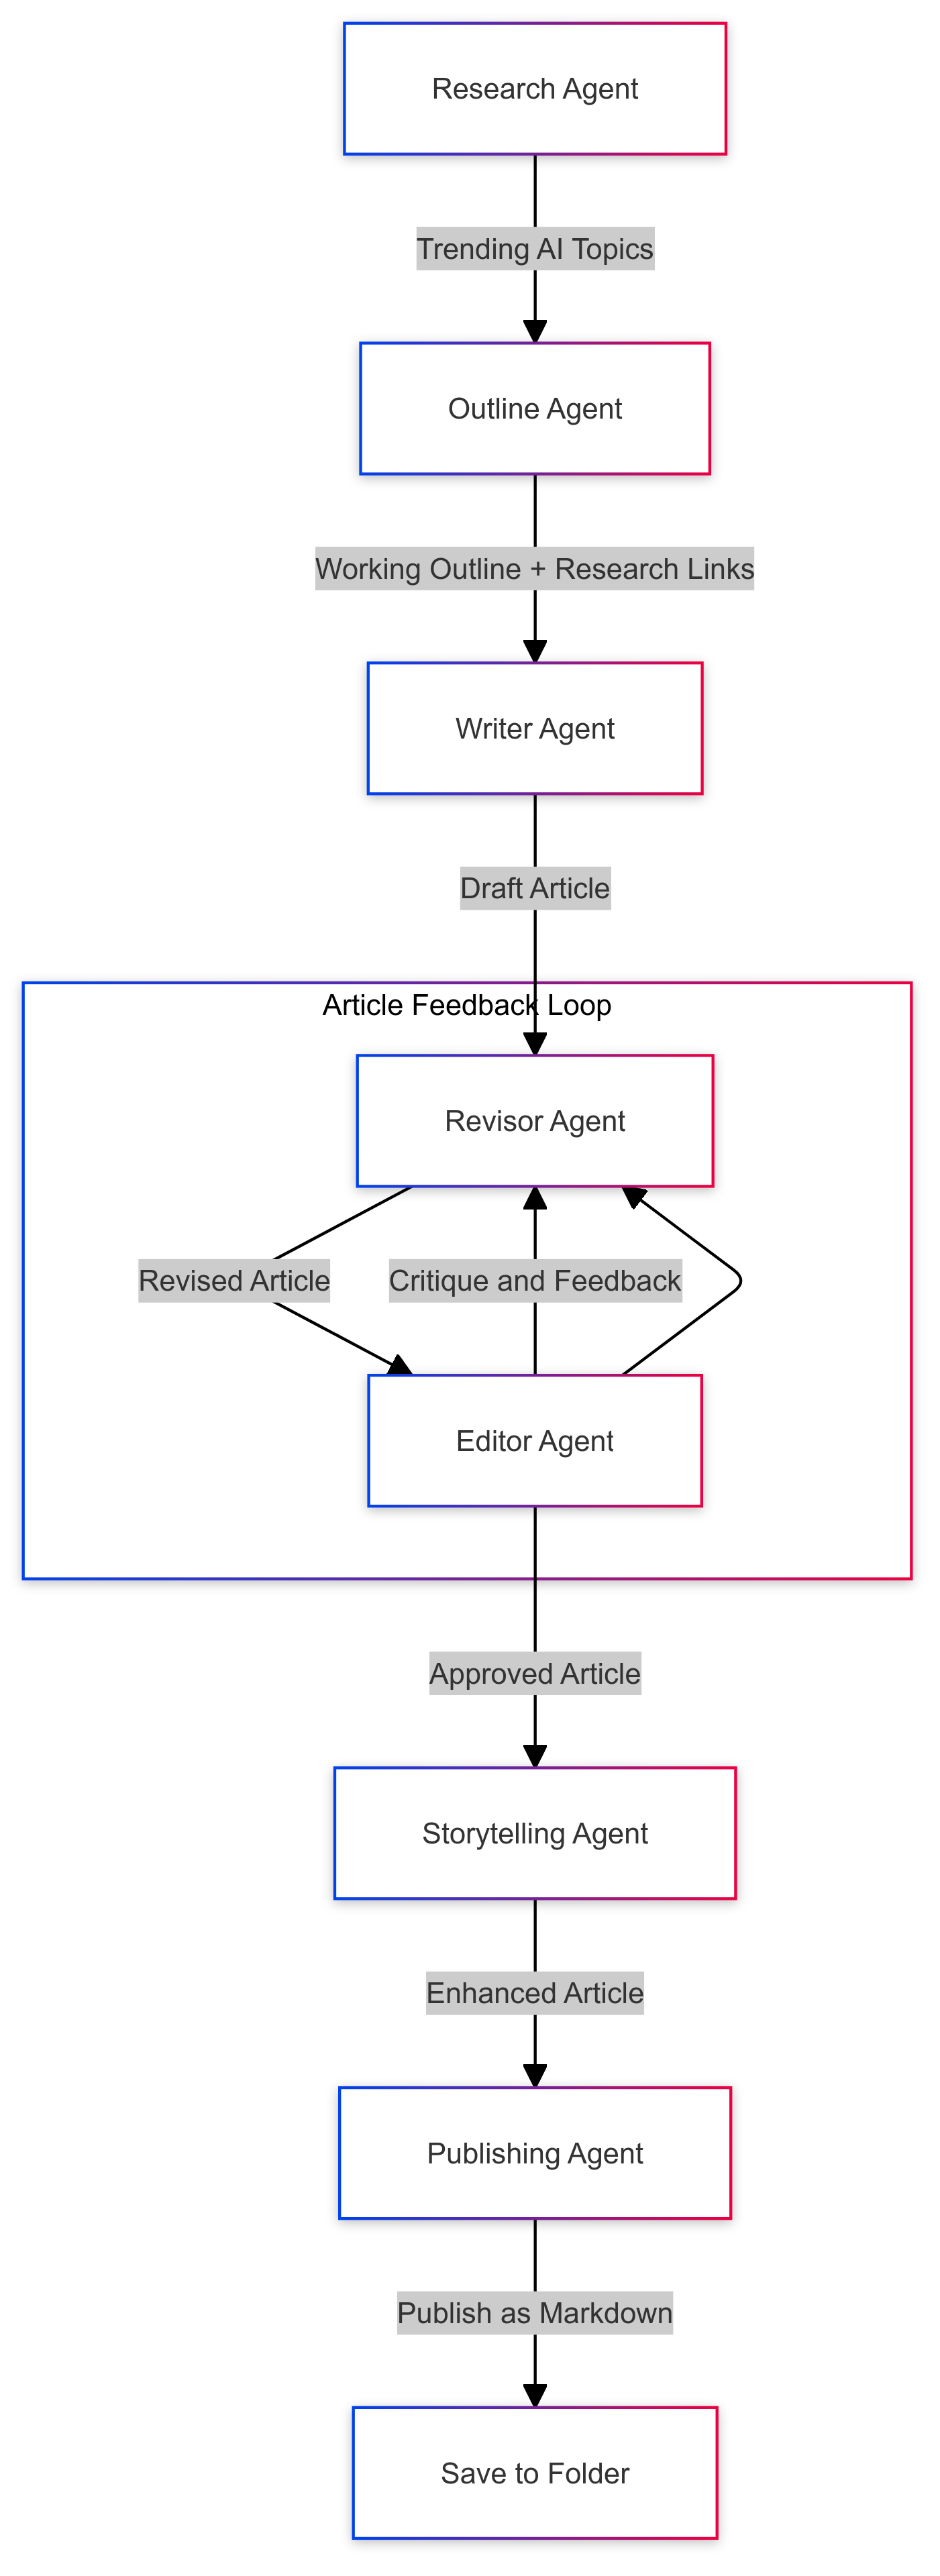 Research Agent
Trending AI Topics
Outline Agent
Working Outline + Research Links
Writer Agent
Draft Article
Article Feedback Loop
Revisor Agent
Revised Article
Critique and Feedback
Editor Agent
Approved Article
Storytelling Agent
Enhanced Article
Publishing Agent
Publish as Markdown
Save to Folder